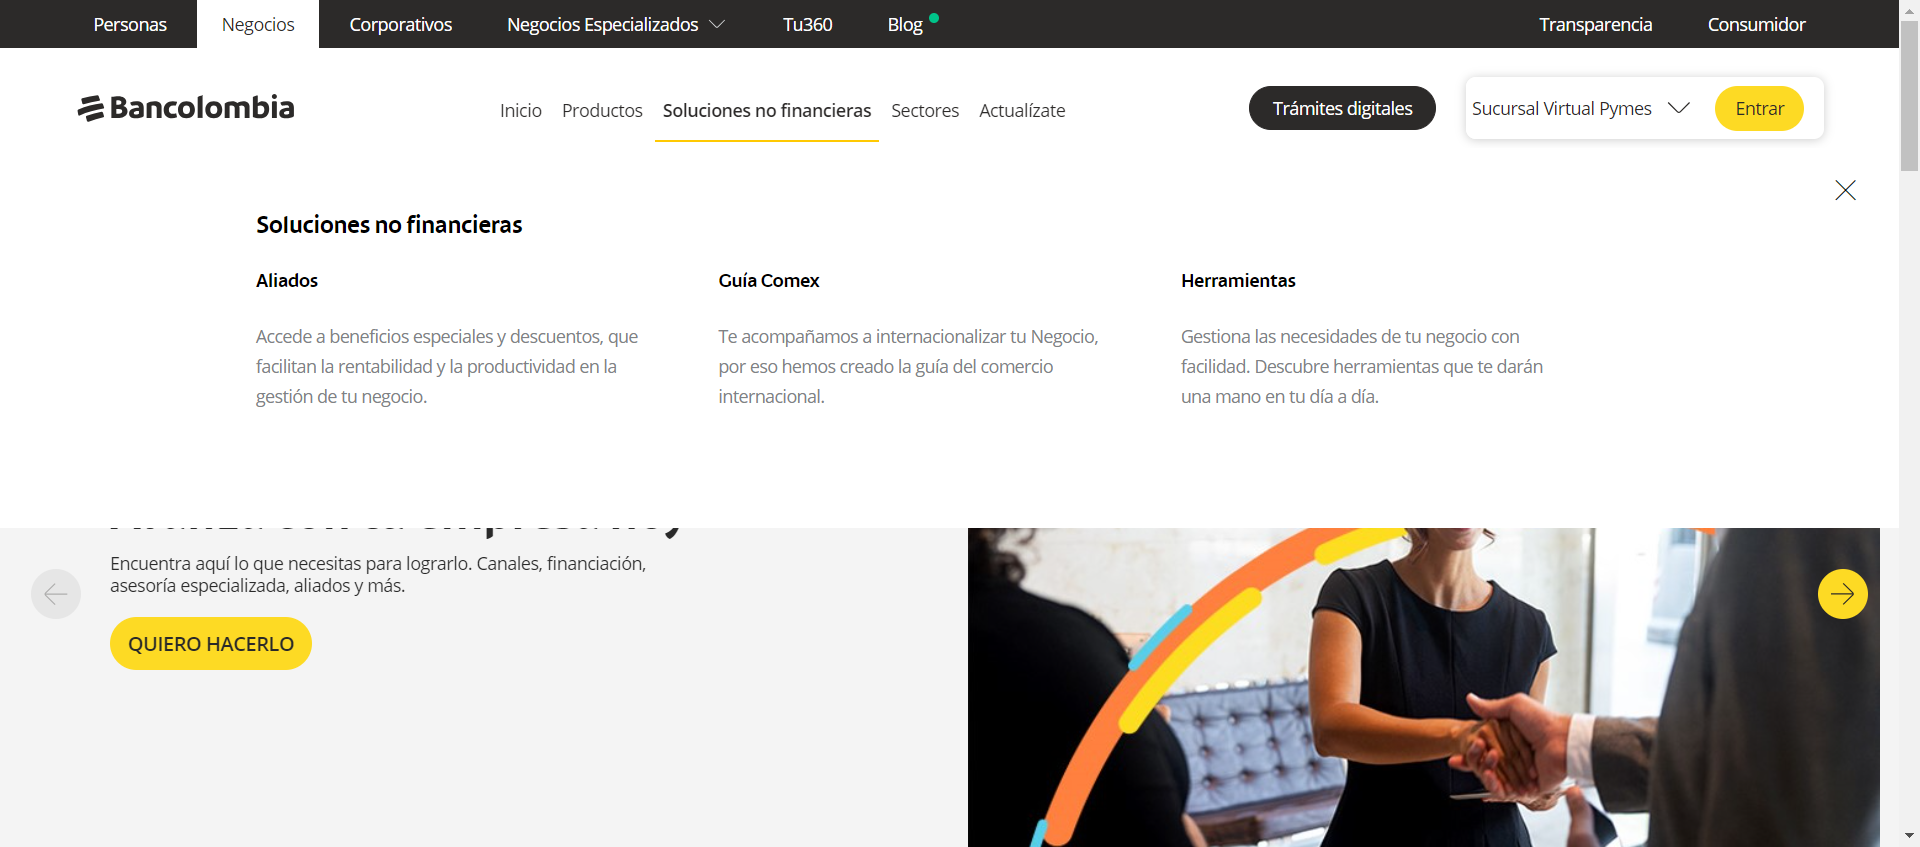 Personas Negocios Corporativos Negocios Especializados Tu360 Blog Transparencia Consumidor
Bancolombia
Inicio Productos Soluciones no financieras Sectores Actualízate
Trámites digitales
Sucursal Virtual Pymes
Entrar
Soluciones no financieras
Aliados
Accede a beneficios especiales y descuentos, que
facilitan la rentabilidad y la productividad en la
gestión de tu negocio.
Guía Comex
Te acompañamos a internacionalizar tu Negocio,
por eso hemos creado la guía del comercio
internacional.
Herramientas
Gestiona las necesidades de tu negocio con
facilidad. Descubre herramientas que te darán
una mano en tu día a día.
Encuentra aquí lo que necesitas para lograrlo. Canales, financiación,
asesoría especializada, aliados y más.
QUIERO HACERLO